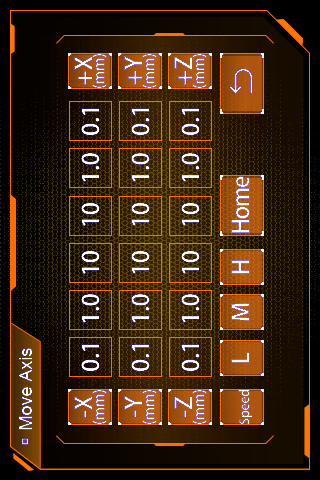 Move Axis
-X 0.1 1.0 10 10 1.0 0.1 +X
(mm) (mm)
-Y 0.1 1.0 10 10 1.0 0.1 +Y
(mm) (mm)
-Z 0.1 1.0 10 10 1.0 0.1 +Z
(mm) (mm)
Speed L M H Home